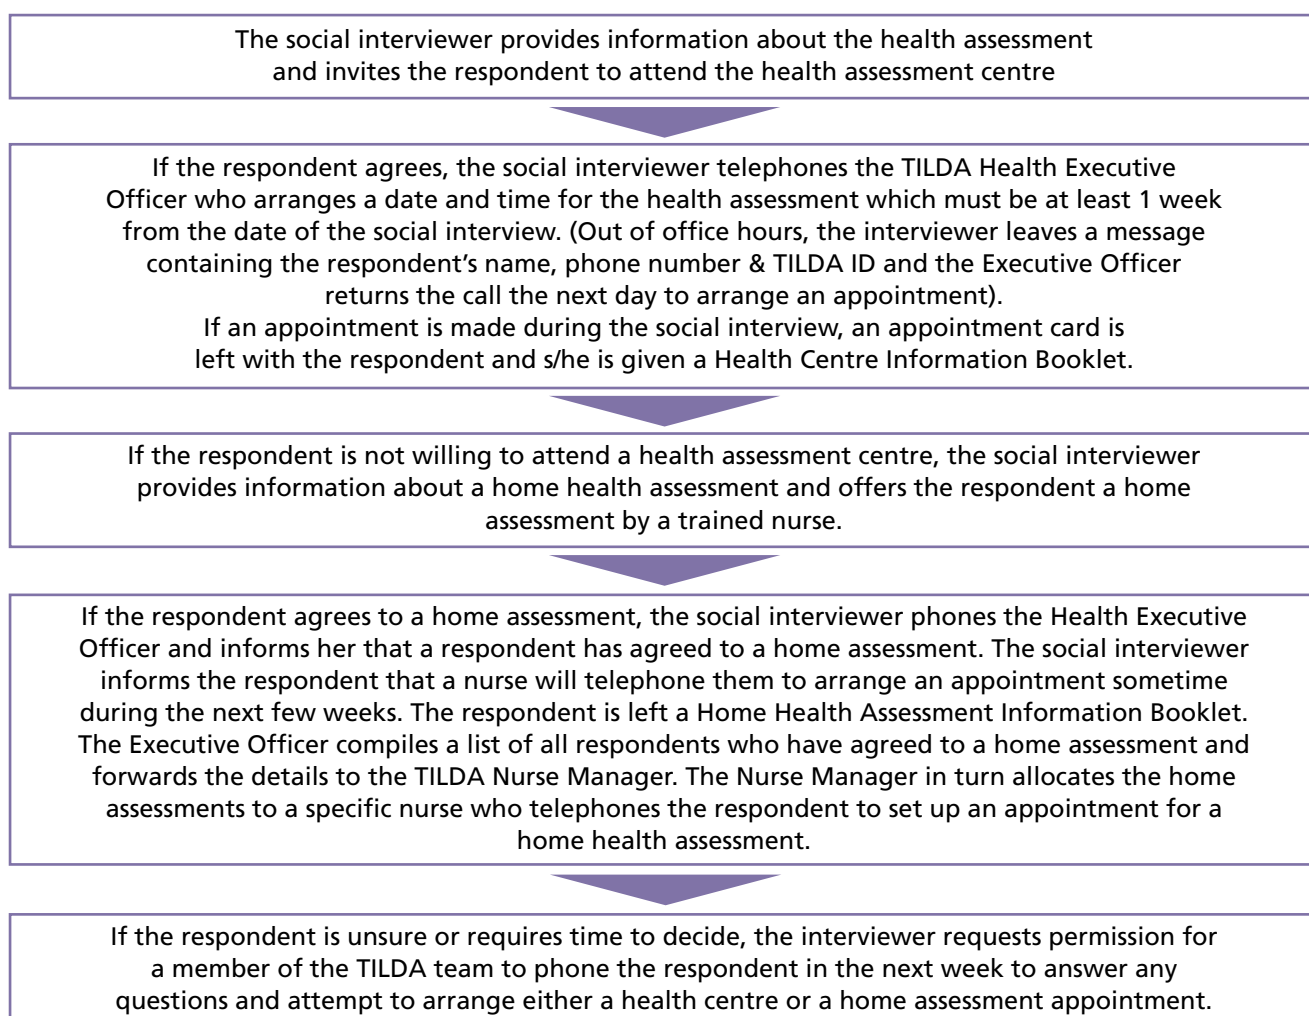 The social interviewer provides information about the health assessment
and invites the respondent to attend the health assessment centre
If the respondent agrees, the social interviewer telephones the TILDA Health Executive
Officer who arranges a date and time for the health assessment which must be at least 1 week
from the date of the social interview. (Out of office hours, the interviewer leaves a message
containing the respondent’s name, phone number & TILDA ID and the Executive Officer
returns the call the next day to arrange an appointment).
If an appointment is made during the social interview, an appointment card is
left with the respondent and s/he is given a Health Centre Information Booklet.
If the respondent is not willing to attend a health assessment centre, the social interviewer
provides information about a home health assessment and offers the respondent a home
assessment by a trained nurse.
If the respondent agrees to a home assessment, the social interviewer phones the Health Executive
Officer and informs her that a respondent has agreed to a home assessment. The social interviewer
informs the respondent that a nurse will telephone them to arrange an appointment sometime
during the next few weeks. The respondent is left a Home Health Assessment Information Booklet.
The Executive Officer compiles a list of all respondents who have agreed to a home assessment and
forwards the details to the TILDA Nurse Manager. The Nurse Manager in turn allocates the home
assessments to a specific nurse who telephones the respondent to set up an appointment for a
home health assessment.
If the respondent is unsure or requires time to decide, the interviewer requests permission for
a member of the TILDA team to phone the respondent in the next week to answer any
questions and attempt to arrange either a health centre or a home assessment appointment.